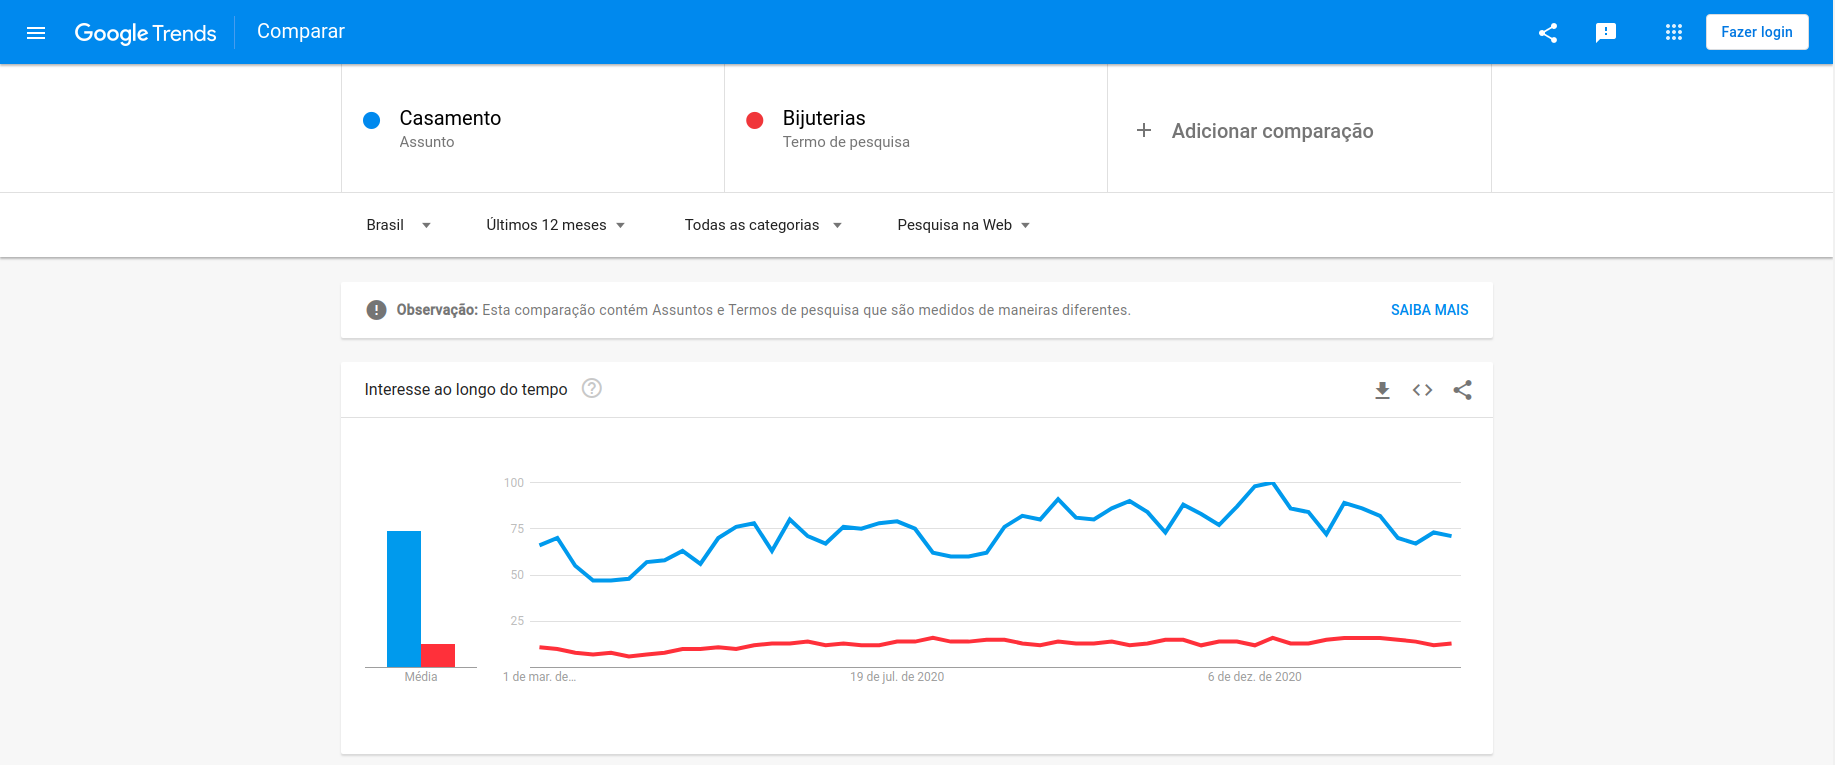 Google Trends Comparar Fazer login
Casamento
Assunto
Bijuterias
Termo de pesquisa
+ Adicionar comparação
Brasil Últimos 12 meses Todas as categorias Pesquisa na Web
Observação: Esta comparação contém Assuntos e Termos de pesquisa que são medidos de maneiras diferentes. SAIBA MAIS
Interesse ao longo do tempo
100
75
50
25
Média 1 de mar. de... 19 de jul. de 2020 6 de dez. de 2020